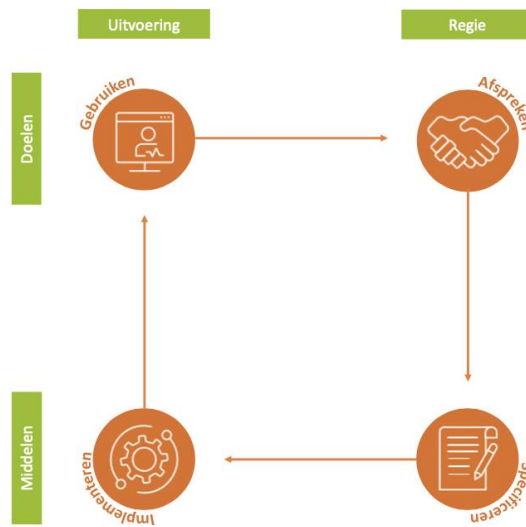 Uitvoering
Regie
Doelen
Gebruiken
Afspreken
Middelen
Implementeren
Specificeren